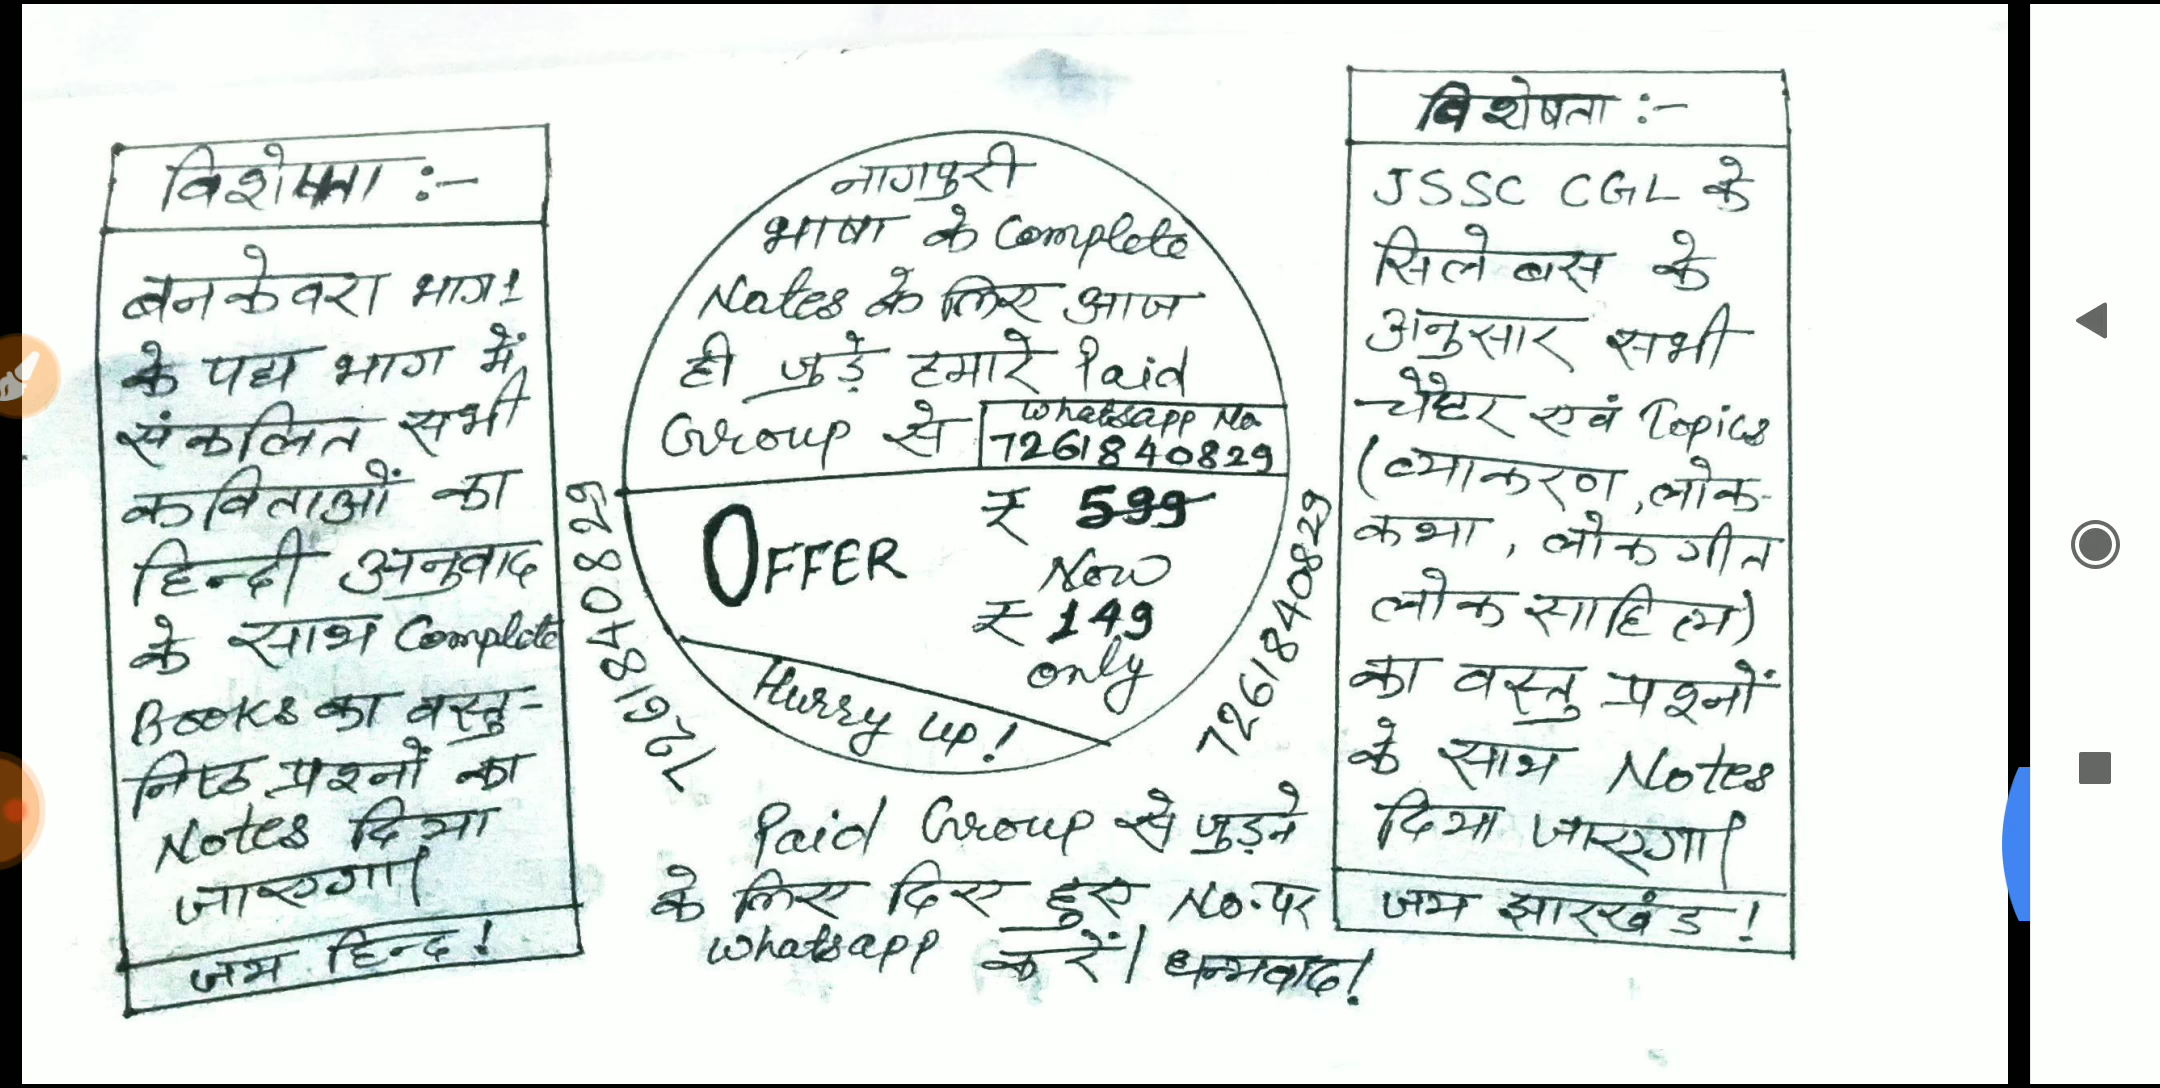 विशेषता :-
बनकेवरा भाग 1
के पद्य भाग में
संकलित सभी
कविताओं का
हिन्दी अनुवाद
के साथ Complete
Books का वस्तु-
निष्ठ प्रश्नों का
Notes दिया
जाएगा।
जय हिन्द!
नागपुरी
भाषा के Complete
Notes के लिए आज
ही जुड़े हमारे Paid
Group से
Whatsapp No.
7261840829
OFFER
₹ 599
Now
₹ 149
only
Hurry up!
7261840829
7261840829
Paid Group से जुड़ने
के लिए दिए हुए No. पर
Whatsapp करें। धन्यवाद!
विशेषता :-
JSSC CGL के
सिलेबास के
अनुसार सभी
चैप्टर एवं Topics
(व्याकरण, लोक-
कथा, लोक गीत
लोक साहित्य)
का वस्तु प्रश्नों
के साथ Notes
दिया जाएगा।
जय झारखंड!